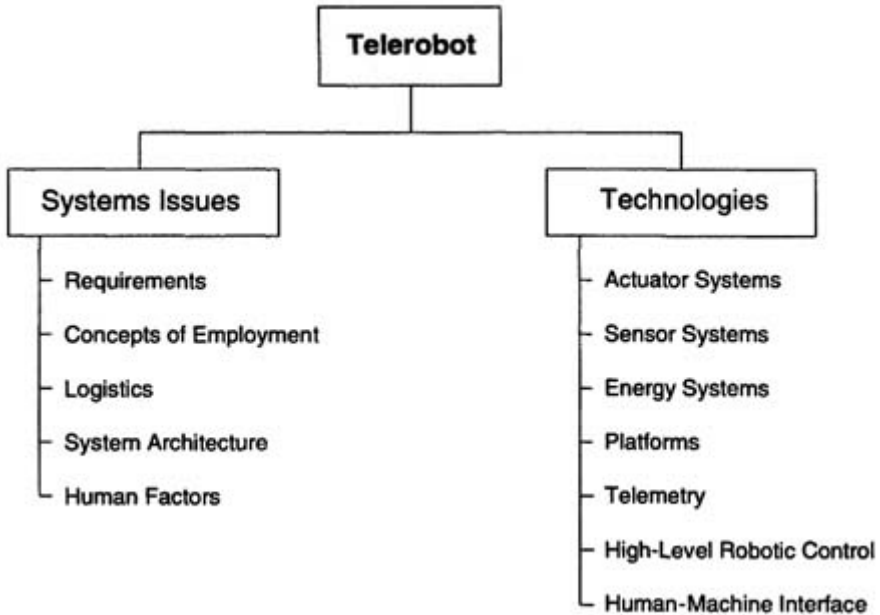 Telerobot
Systems Issues
Requirements
Concepts of Employment
Logistics
System Architecture
Human Factors
Technologies
Actuator Systems
Sensor Systems
Energy Systems
Platforms
Telemetry
High-Level Robotic Control
Human-Machine Interface